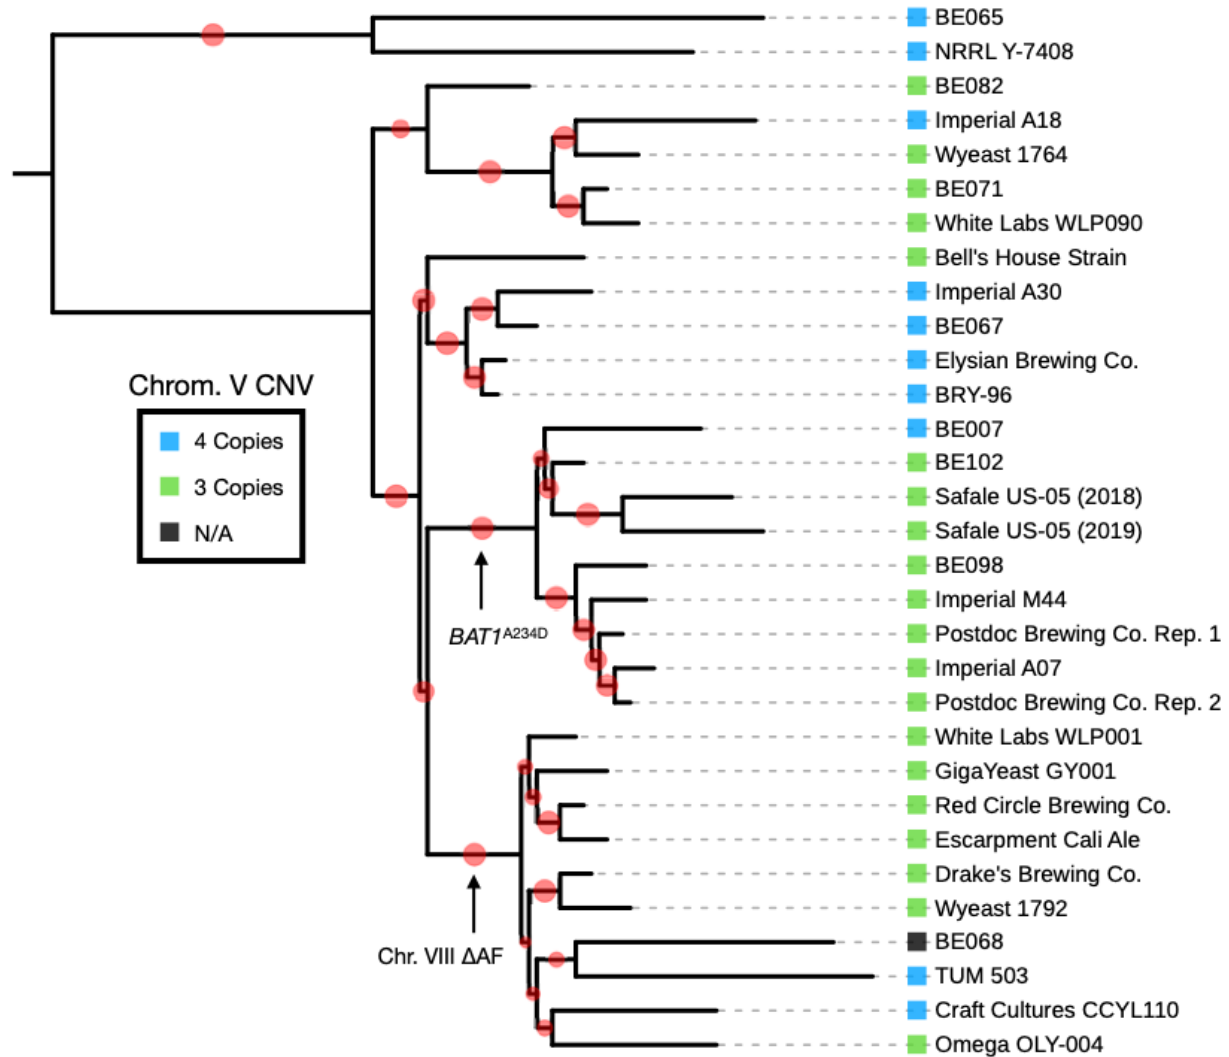 BE065
NRRL Y-7408
BE082
Imperial A18
Wyeast 1764
BE071
White Labs WLP090
Bell's House Strain
Imperial A30
BE067
Elysian Brewing Co.
BRY-96
Chrom. V CNV
4 Copies
3 Copies
N/A
BE007
BE102
Safale US-05 (2018)
Safale US-05 (2019)
BE098
Imperial M44
Postdoc Brewing Co. Rep. 1
BAT1A234D
Imperial A07
Postdoc Brewing Co. Rep. 2
White Labs WLP001
GigaYeast GY001
Red Circle Brewing Co.
Escarpment Cali Ale
Drake's Brewing Co.
Wyeast 1792
BE068
Chr. VIII ΔAF
TUM 503
Craft Cultures CCYL110
Omega OLY-004